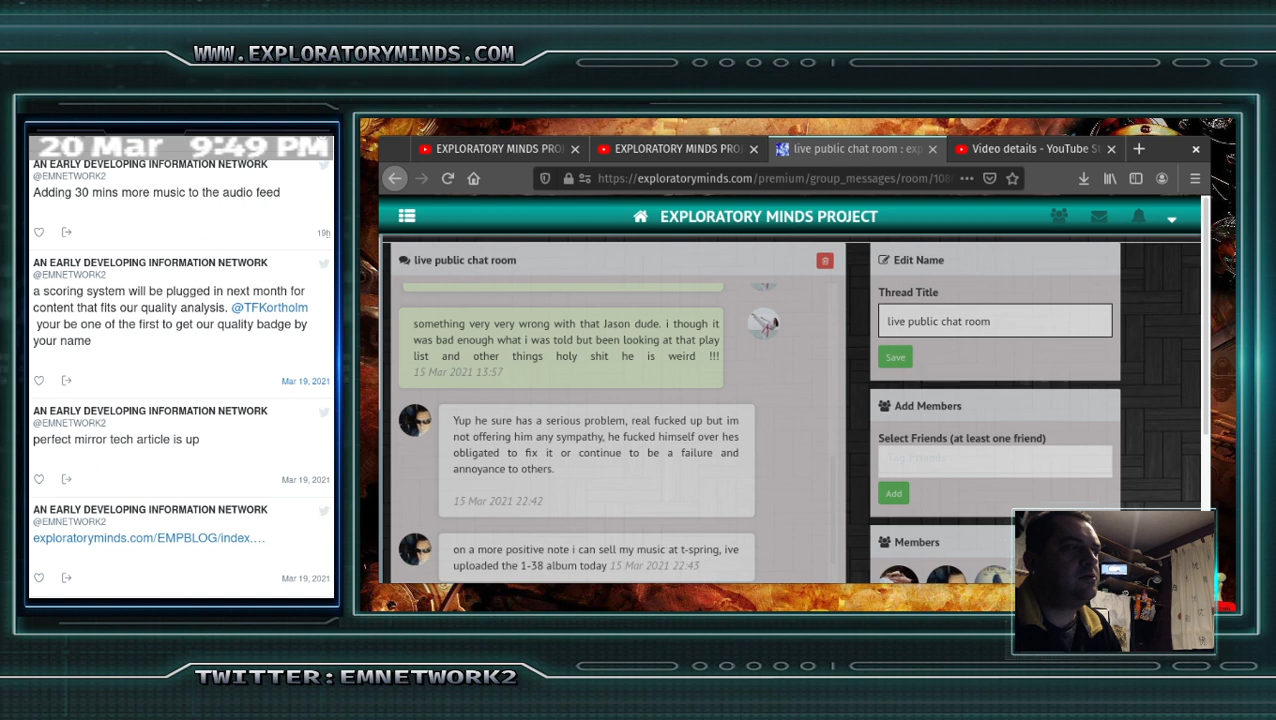 WWW.EXPLORATORYMINDS.COM
20 Mar 9:49 PM
AN EARLY DEVELOPING INFORMATION NETWORK
@EMNETWORK2
Adding 30 mins more music to the audio feed
19h
AN EARLY DEVELOPING INFORMATION NETWORK
@EMNETWORK2
a scoring system will be plugged in next month for
content that fits our quality analysis. @TFKortholm
your be one of the first to get our quality badge by
your name
Mar 19, 2021
AN EARLY DEVELOPING INFORMATION NETWORK
@EMNETWORK2
perfect mirror tech article is up
Mar 19, 2021
AN EARLY DEVELOPING INFORMATION NETWORK
@EMNETWORK2
exploratoryminds.com/EMPBLOG/index.…
Mar 19, 2021
EXPLORATORY MINDS PRO
EXPLORATORY MINDS PRO
live public chat room : exp
Video details - YouTube St
https://exploratoryminds.com/premium/group_messages/room/108
EXPLORATORY MINDS PROJECT
live public chat room
something very very wrong with that Jason dude. i though it
was bad enough what i was told but been looking at that play
list and other things holy shit he is weird !!!
15 Mar 2021 13:57
Yup he sure has a serious problem, real fucked up but im
not offering him any sympathy, he fucked himself over hes
obligated to fix it or continue to be a failure and
annoyance to others.
15 Mar 2021 22:42
on a more positive note i can sell my music at t-spring, ive
uploaded the 1-38 album today 15 Mar 2021 22:43
Edit Name
Thread Title
live public chat room
Save
Add Members
Select Friends (at least one friend)
Tag Friends
Add
Members
TWITTER:EMNETWORK2